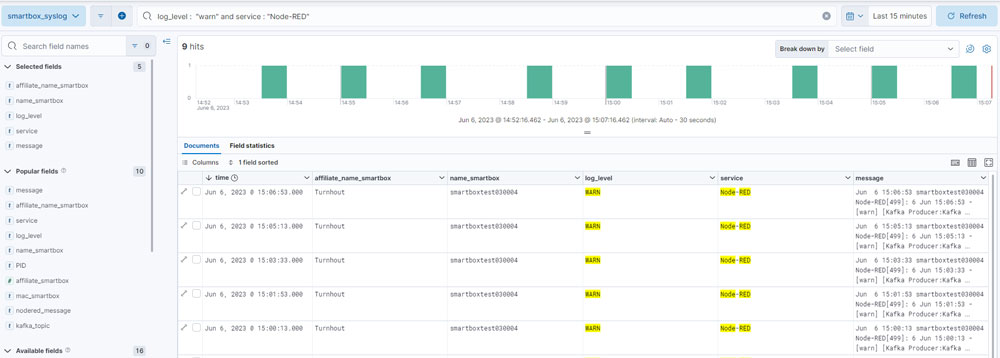 smartbox_syslog
log_level : "warn" and service : "Node-RED"
Last 15 minutes
Refresh
Search field names
0
Selected fields 5
affiliate_name_smartbox
name_smartbox
log_level
service
message
Popular fields 10
message
affiliate_name_smartbox
service
log_level
name_smartbox
PID
affiliate_smartbox
mac_smartbox
nodered_message
kafka_topic
Available fields 16
9 hits
Break down by Select field
1
0
14:52 14:53 14:54 14:55 14:56 14:57 14:58 14:59 15:00 15:01 15:02 15:03 15:04 15:05 15:06 15:07
June 6, 2023
Jun 6, 2023 @ 14:52:16.462 - Jun 6, 2023 @ 15:07:16.462 (interval: Auto - 30 seconds)
Documents Field statistics
Columns 1 field sorted
time affiliate_name_smartbox name_smartbox log_level service message
Jun 6, 2023 @ 15:06:53.000 Turnhout smartboxtest030004 WARN Node-RED Jun 6 15:06:53 smartboxtest030004
Node-RED[499]: 6 Jun 15:06:53 -
[warn] [Kafka Producer:Kafka …
Jun 6, 2023 @ 15:05:13.000 Turnhout smartboxtest030004 WARN Node-RED Jun 6 15:05:13 smartboxtest030004
Node-RED[499]: 6 Jun 15:05:13 -
[warn] [Kafka Producer:Kafka …
Jun 6, 2023 @ 15:03:33.000 Turnhout smartboxtest030004 WARN Node-RED Jun 6 15:03:33 smartboxtest030004
Node-RED[499]: 6 Jun 15:03:33 -
[warn] [Kafka Producer:Kafka …
Jun 6, 2023 @ 15:01:53.000 Turnhout smartboxtest030004 WARN Node-RED Jun 6 15:01:53 smartboxtest030004
Node-RED[499]: 6 Jun 15:01:53 -
[warn] [Kafka Producer:Kafka …
Jun 6, 2023 @ 15:00:13.000 Turnhout smartboxtest030004 WARN Node-RED Jun 6 15:00:13 smartboxtest030004
Node-RED[499]: 6 Jun 15:00:13 -
[warn] [Kafka Producer:Kafka …